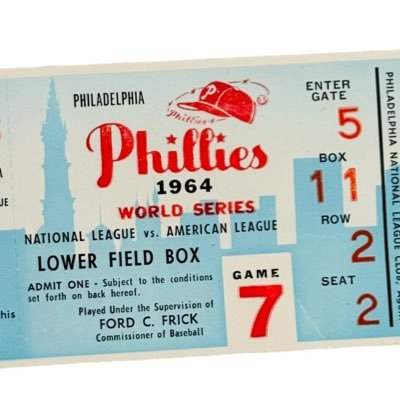 PHILADELPHIA
Phillies
Phillies
1964
WORLD SERIES
NATIONAL LEAGUE vs. AMERICAN LEAGUE
LOWER FIELD BOX
ADMIT ONE - Subject to the conditions
set forth on back hereof.
Played Under the Supervision of
FORD C. FRICK
Commissioner of Baseball
GAME
7
ENTER
GATE
5
BOX
11
ROW
2
SEAT
2
PHILADELPHIA NATIONAL LEAGUE CLUB,